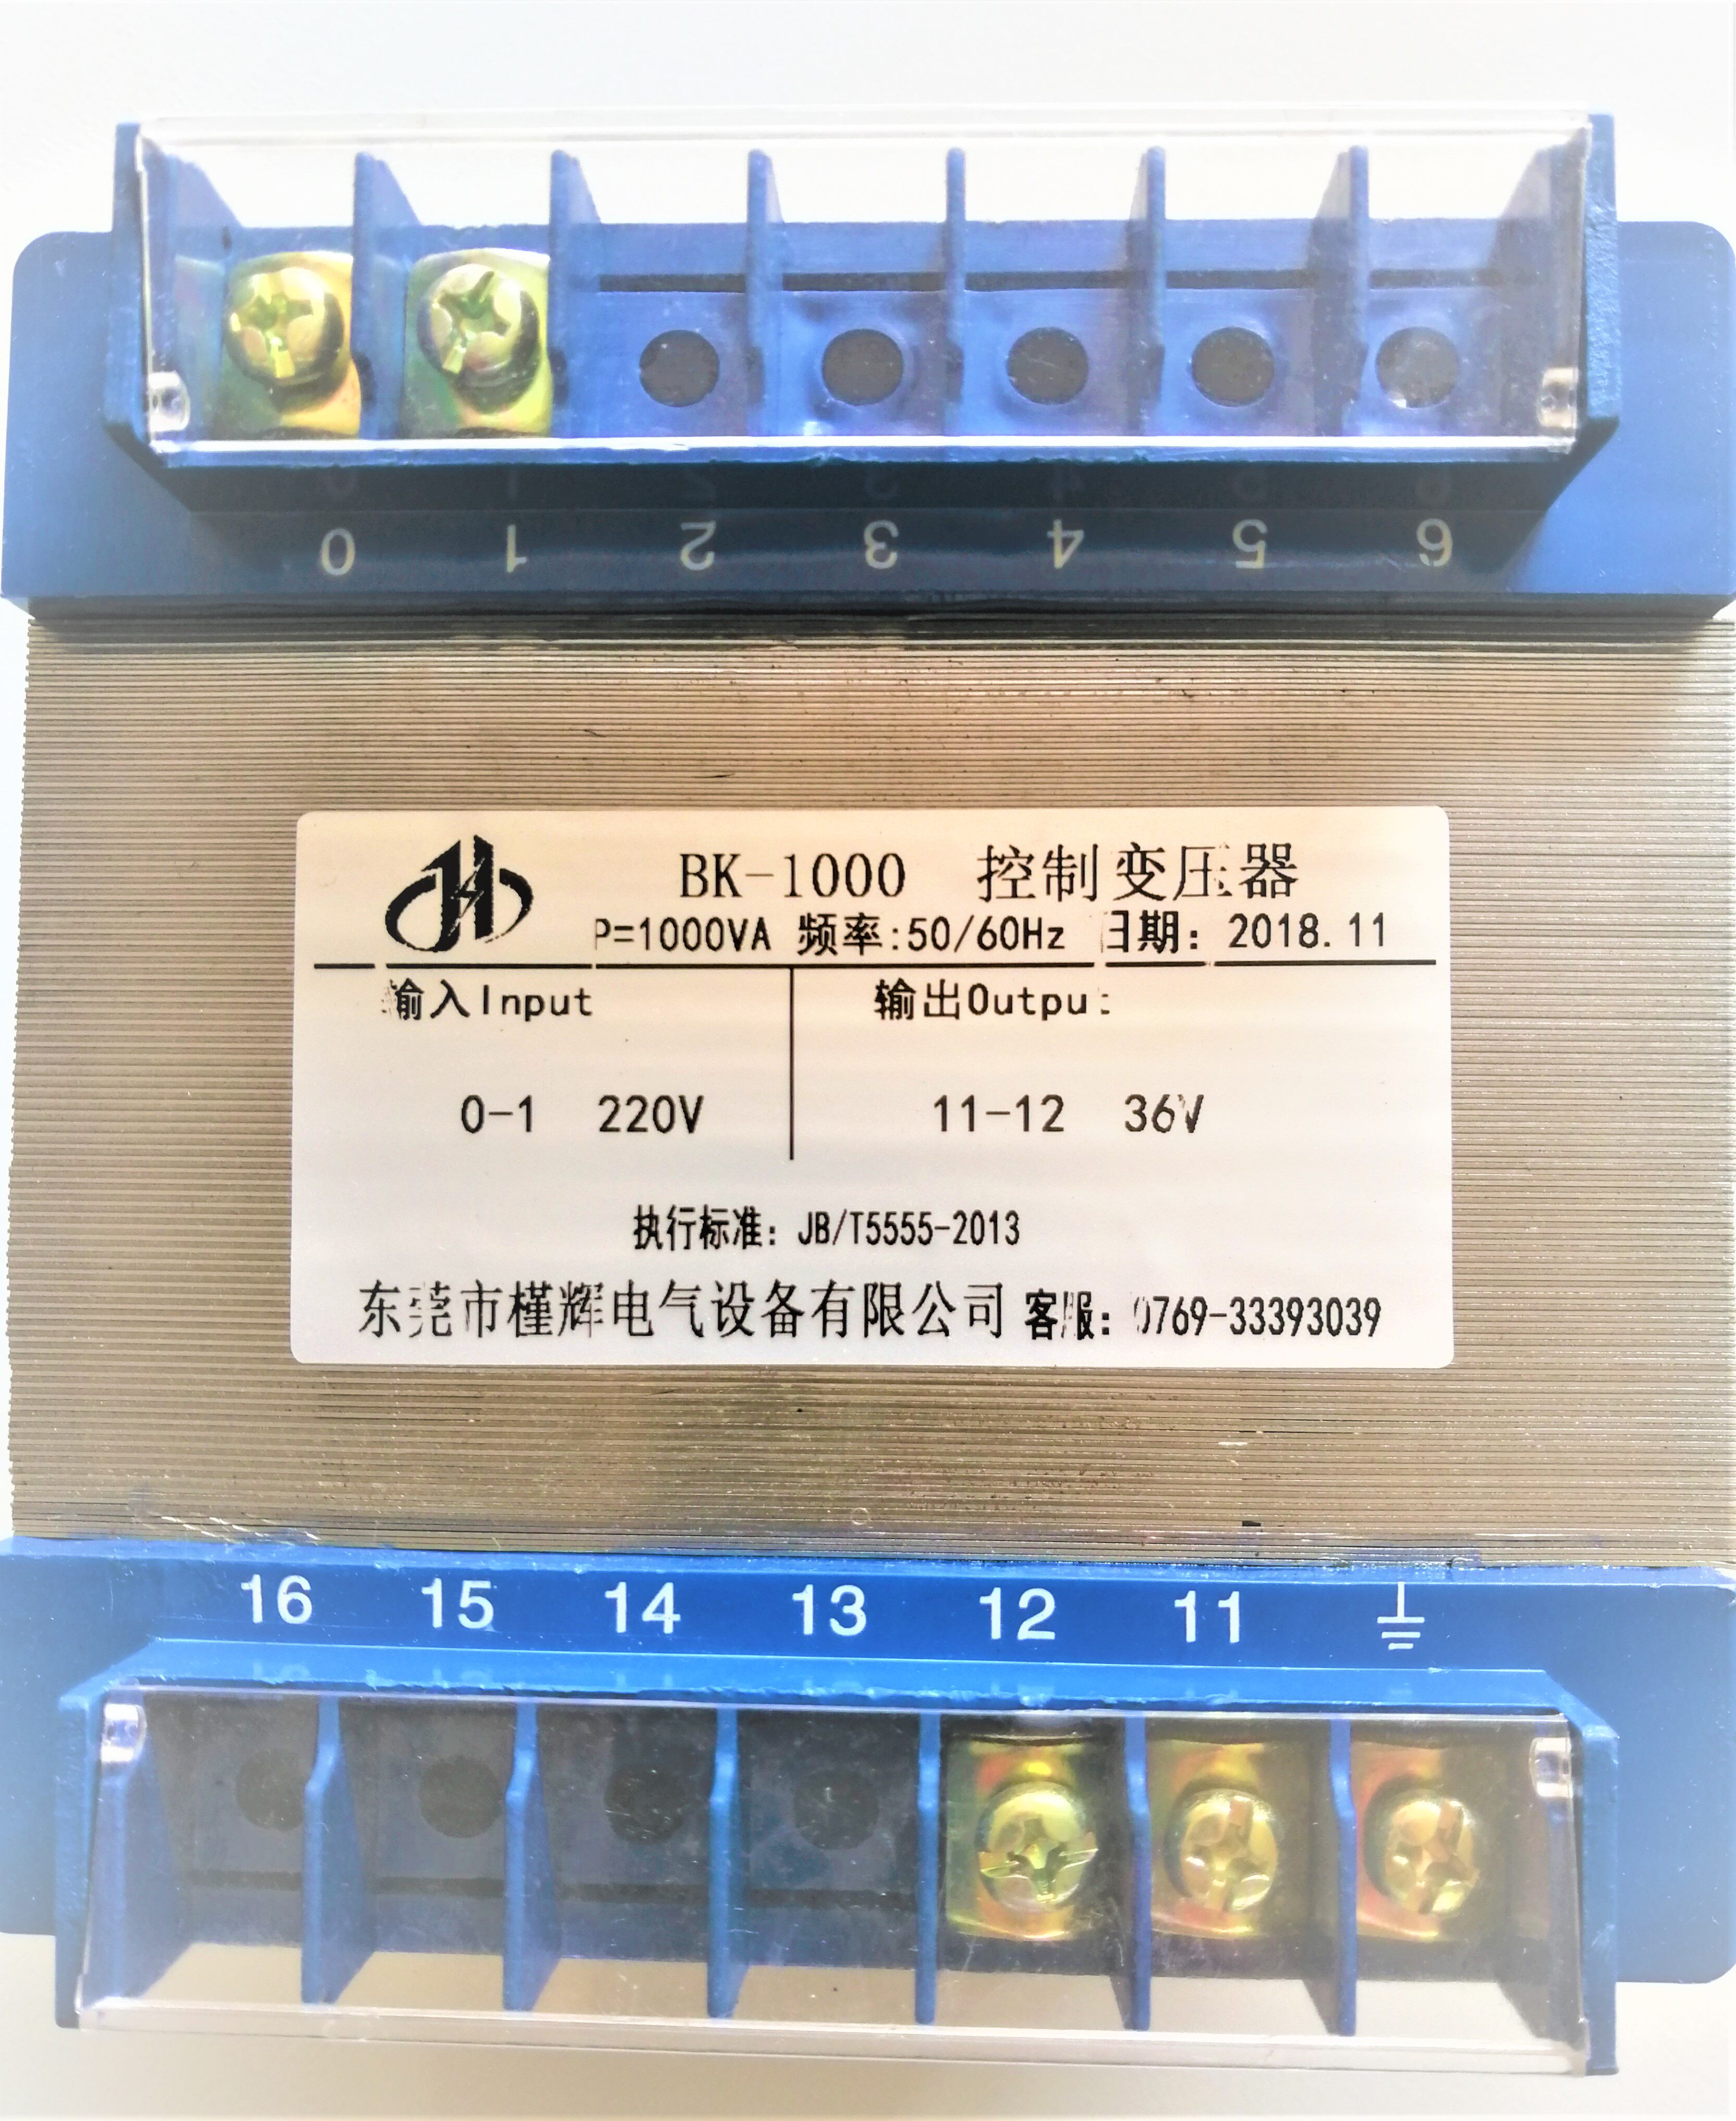 0 1 2 3 4 5 6
BK-1000 控制变压器
P=1000VA 频率:50/60Hz 日期: 2018.11
输入Input 输出Output
0-1 220V 11-12 36V
执行标准: JB/T5555-2013
东莞市槿辉电气设备有限公司 客服: 0769-33393039
16 15 14 13 12 11